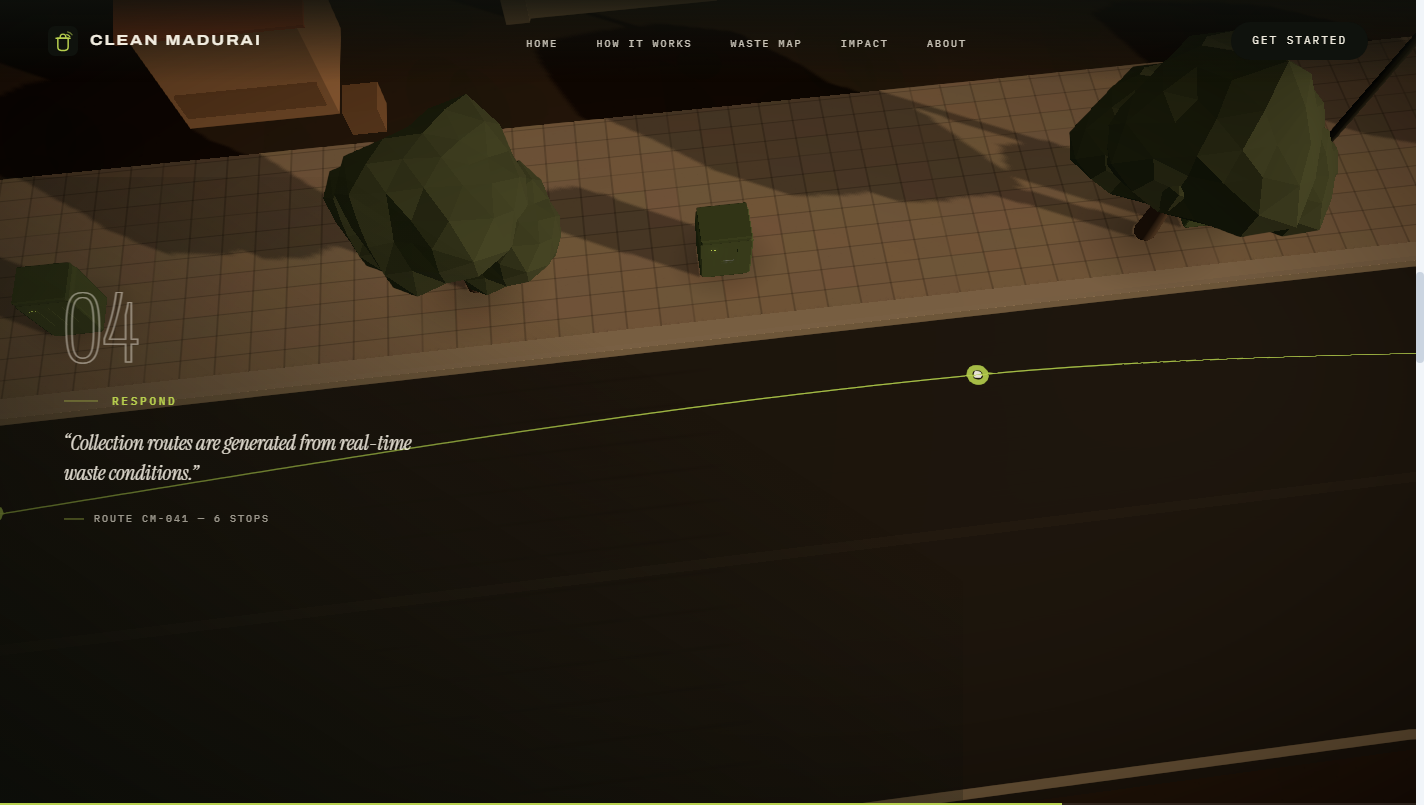 CLEAN MADURAI
HOME
HOW IT WORKS
WASTE MAP
IMPACT
ABOUT
GET STARTED
04
RESPOND
“Collection routes are generated from real-time
waste conditions.”
ROUTE CM-041 — 6 STOPS